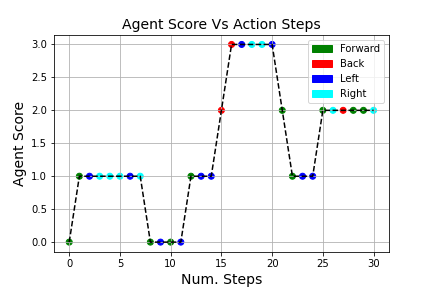 Agent Score Vs Action Steps
3.0
2.5
2.0
1.5
1.0
0.5
0.0
Agent Score
Forward
Back
Left
Right
0 5 10 15 20 25 30
Num. Steps